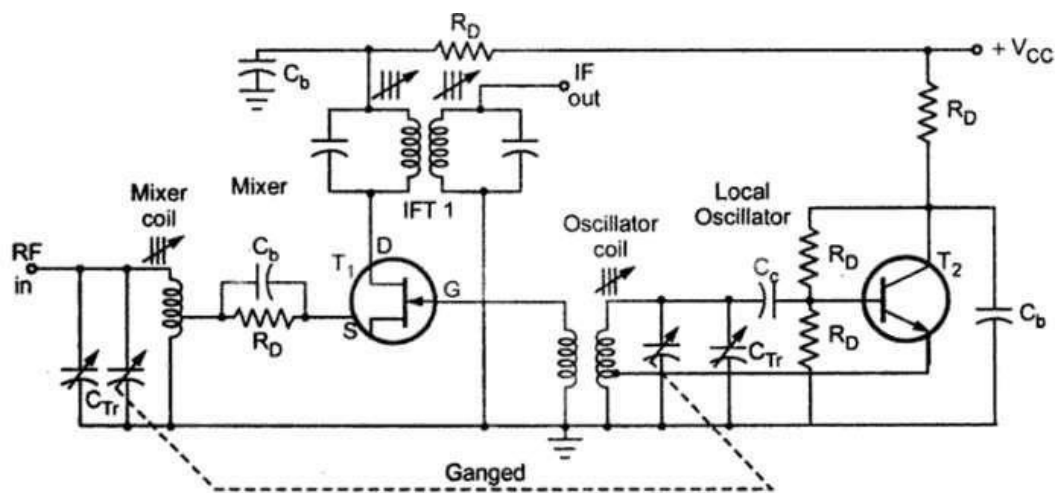 R_D
+ V_CC
C_b
IF
out
R_D
Mixer
coil
Mixer
IFT 1
Local
Oscillator
Oscillator
coil
RF
in
C_b
T_1
D
G
S
R_D
C_c
R_D
T_2
C_b
R_D
C_Tr
C_Tr
Ganged